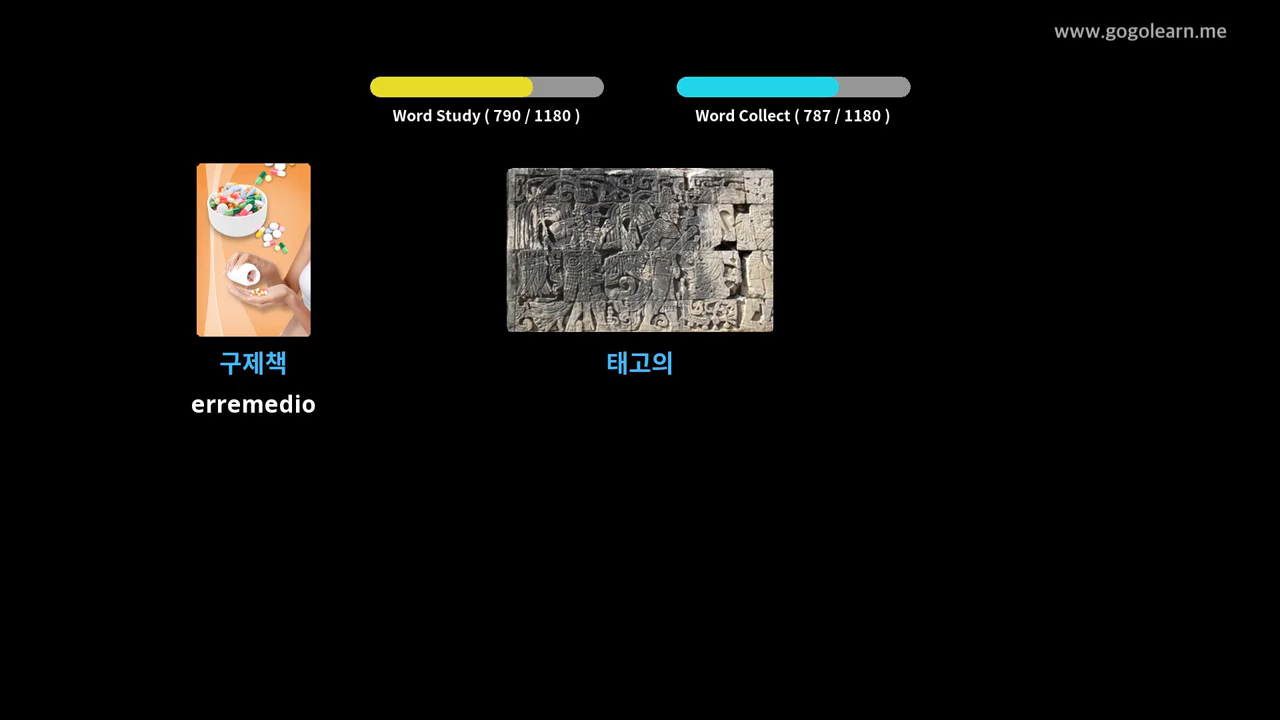 www.gogolearn.me
Word Study ( 790 / 1180 )
Word Collect ( 787 / 1180 )
구제책
태고의
erremedio